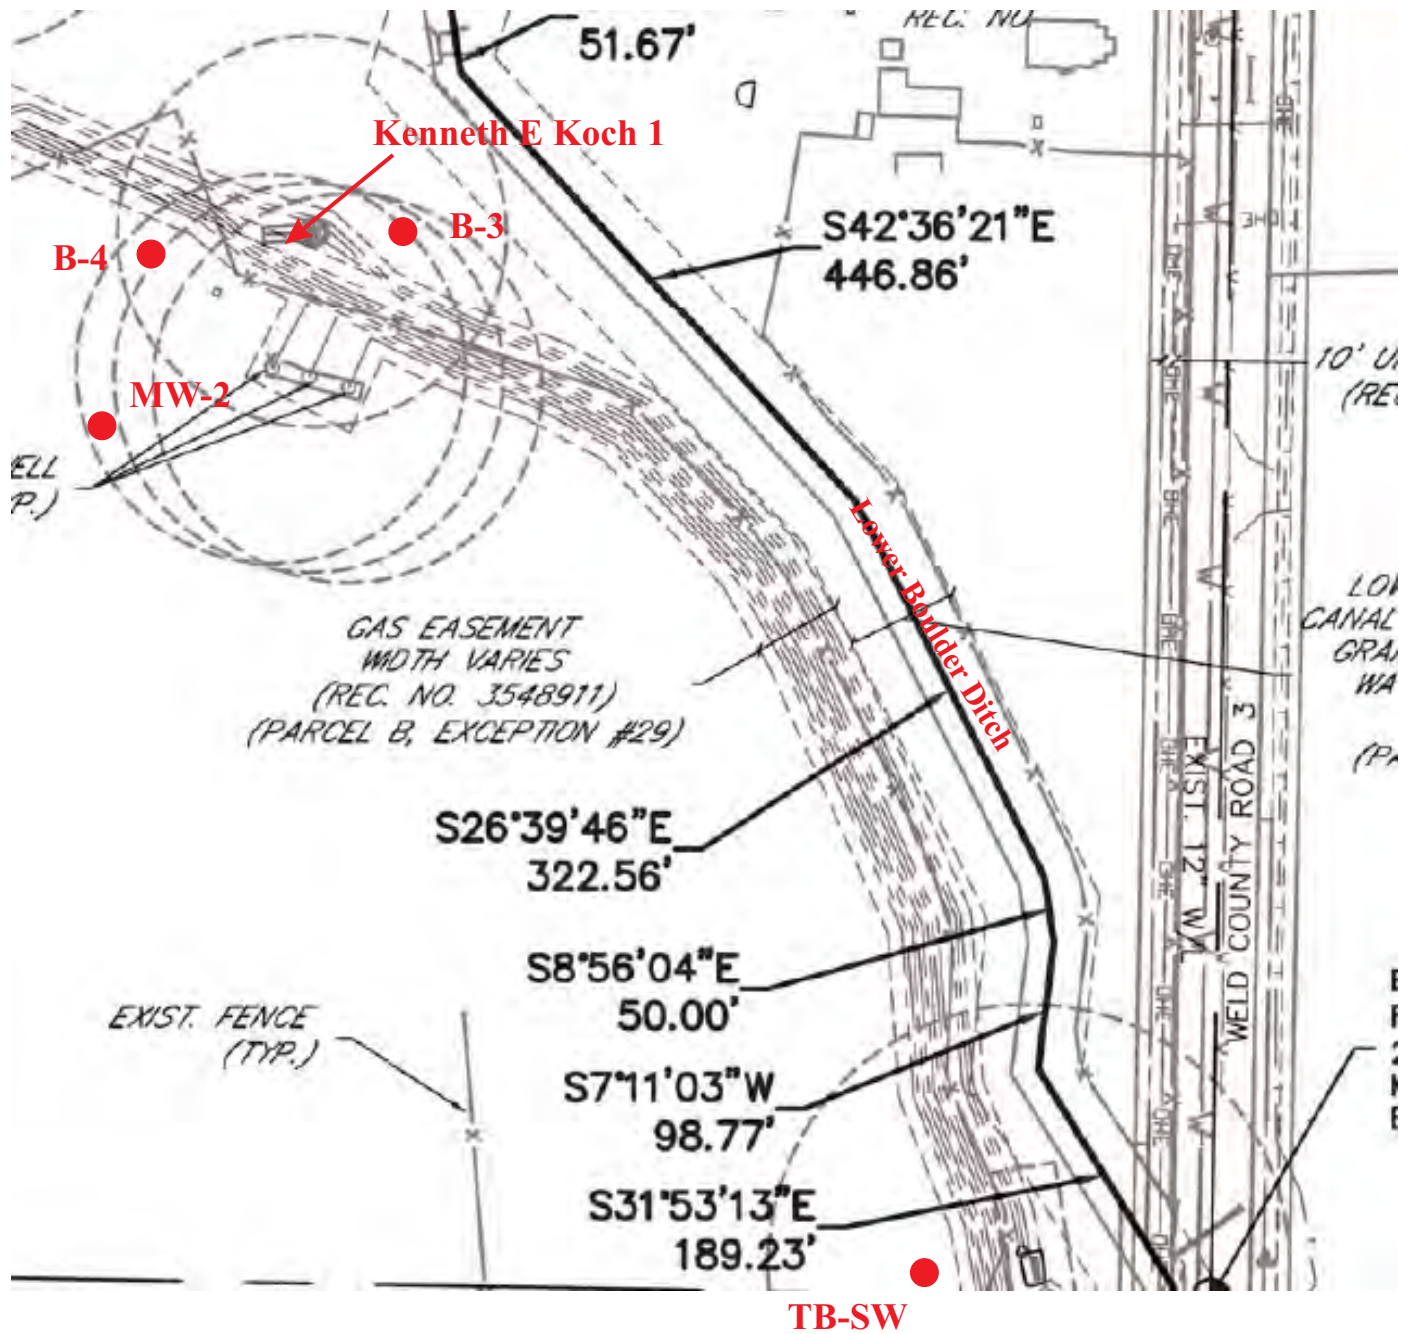 51.67'
REC. NO
Kenneth E Koch 1
B-3
B-4
S42°36'21"E
446.86'
MW-2
10' U
(REC
ELL
P.)
Lower Boulder Ditch
GAS EASEMENT
WIDTH VARIES
(REC. NO. 3548911)
(PARCEL B, EXCEPTION #29)
LOW
CANAL
GRA
WA
(PA
EXIST. 12" W/L
WELD COUNTY ROAD 3
S26°39'46"E
322.56'
S8°56'04"E
50.00'
EXIST. FENCE
(TYP.)
S7°11'03"W
98.77'
S31°53'13"E
189.23'
TB-SW